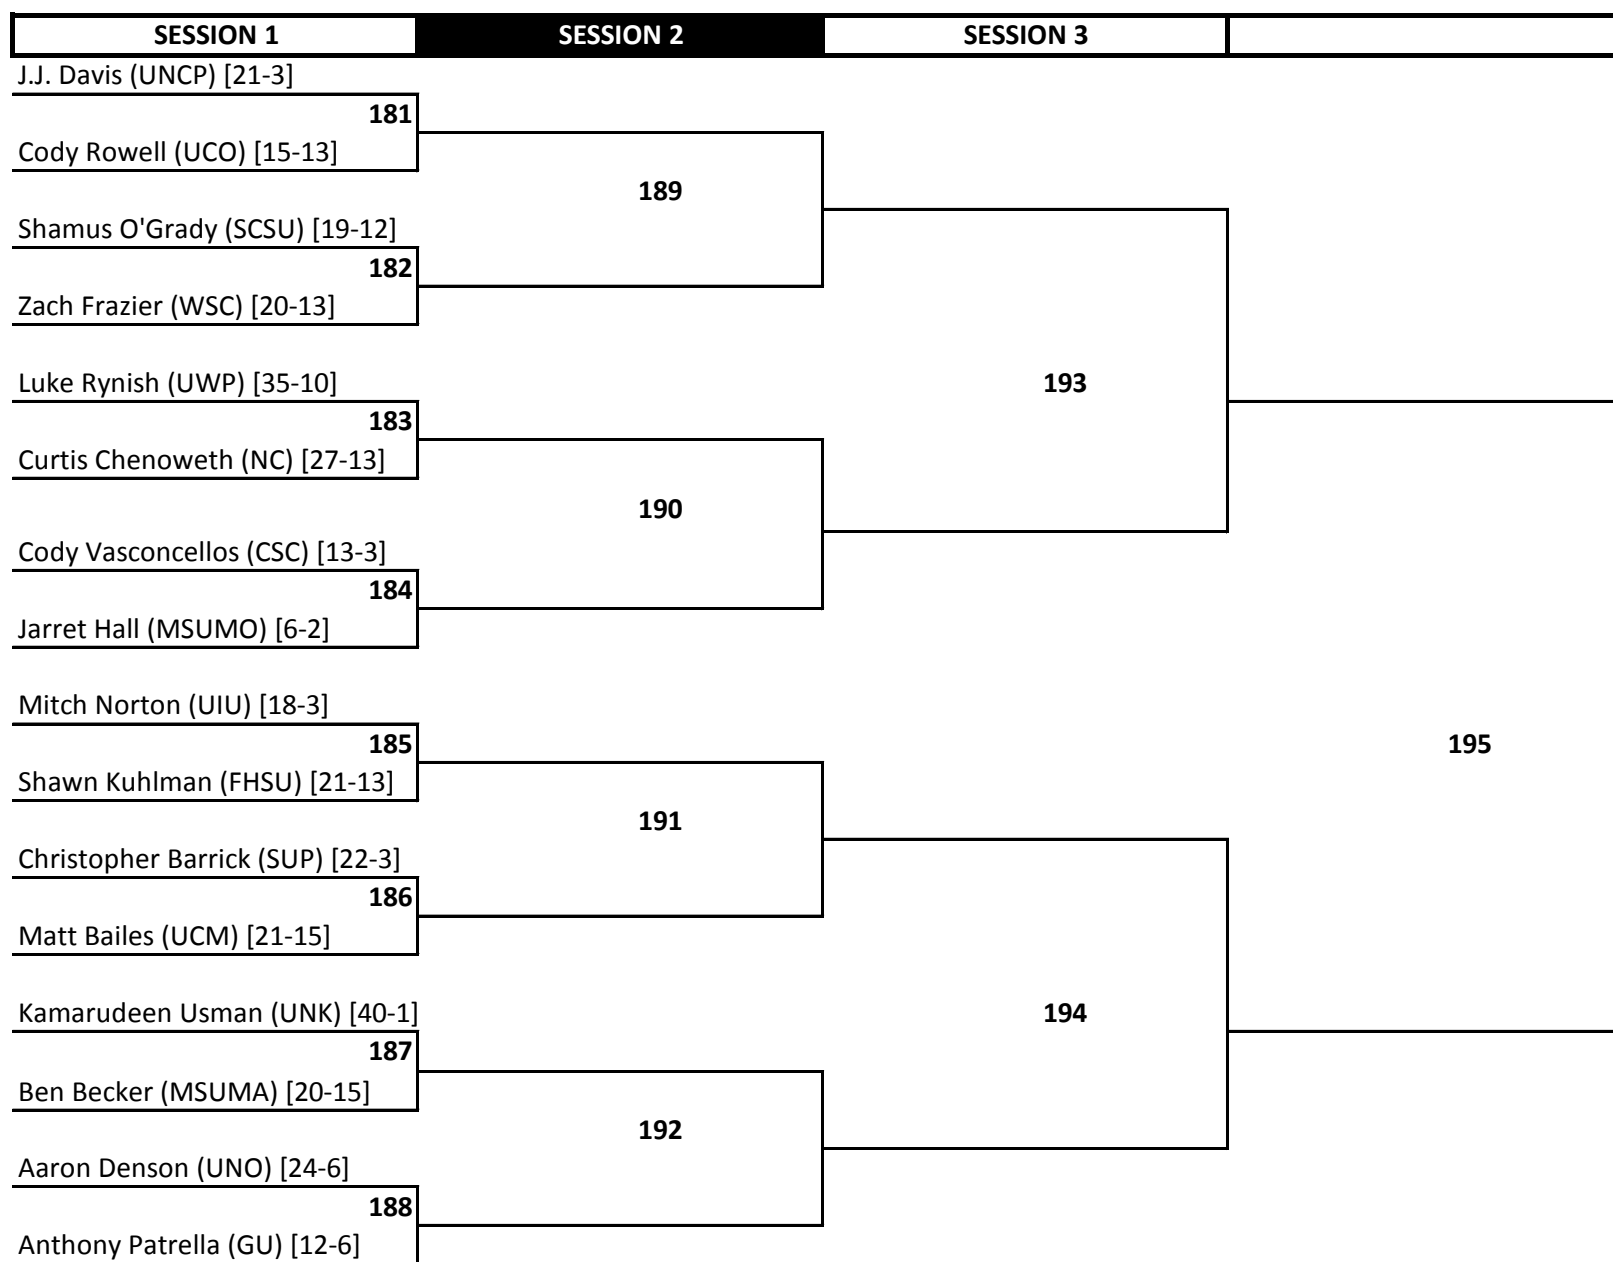 SESSION 1 SESSION 2 SESSION 3
J.J. Davis (UNCP) [21-3]
181
Cody Rowell (UCO) [15-13]
189
Shamus O'Grady (SCSU) [19-12]
182
Zach Frazier (WSC) [20-13]
Luke Rynish (UWP) [35-10]
193
183
Curtis Chenoweth (NC) [27-13]
190
Cody Vasconcellos (CSC) [13-3]
184
Jarret Hall (MSUMO) [6-2]
Mitch Norton (UIU) [18-3]
185
195
Shawn Kuhlman (FHSU) [21-13]
191
Christopher Barrick (SUP) [22-3]
186
Matt Bailes (UCM) [21-15]
Kamarudeen Usman (UNK) [40-1]
194
187
Ben Becker (MSUMA) [20-15]
192
Aaron Denson (UNO) [24-6]
188
Anthony Patrella (GU) [12-6]